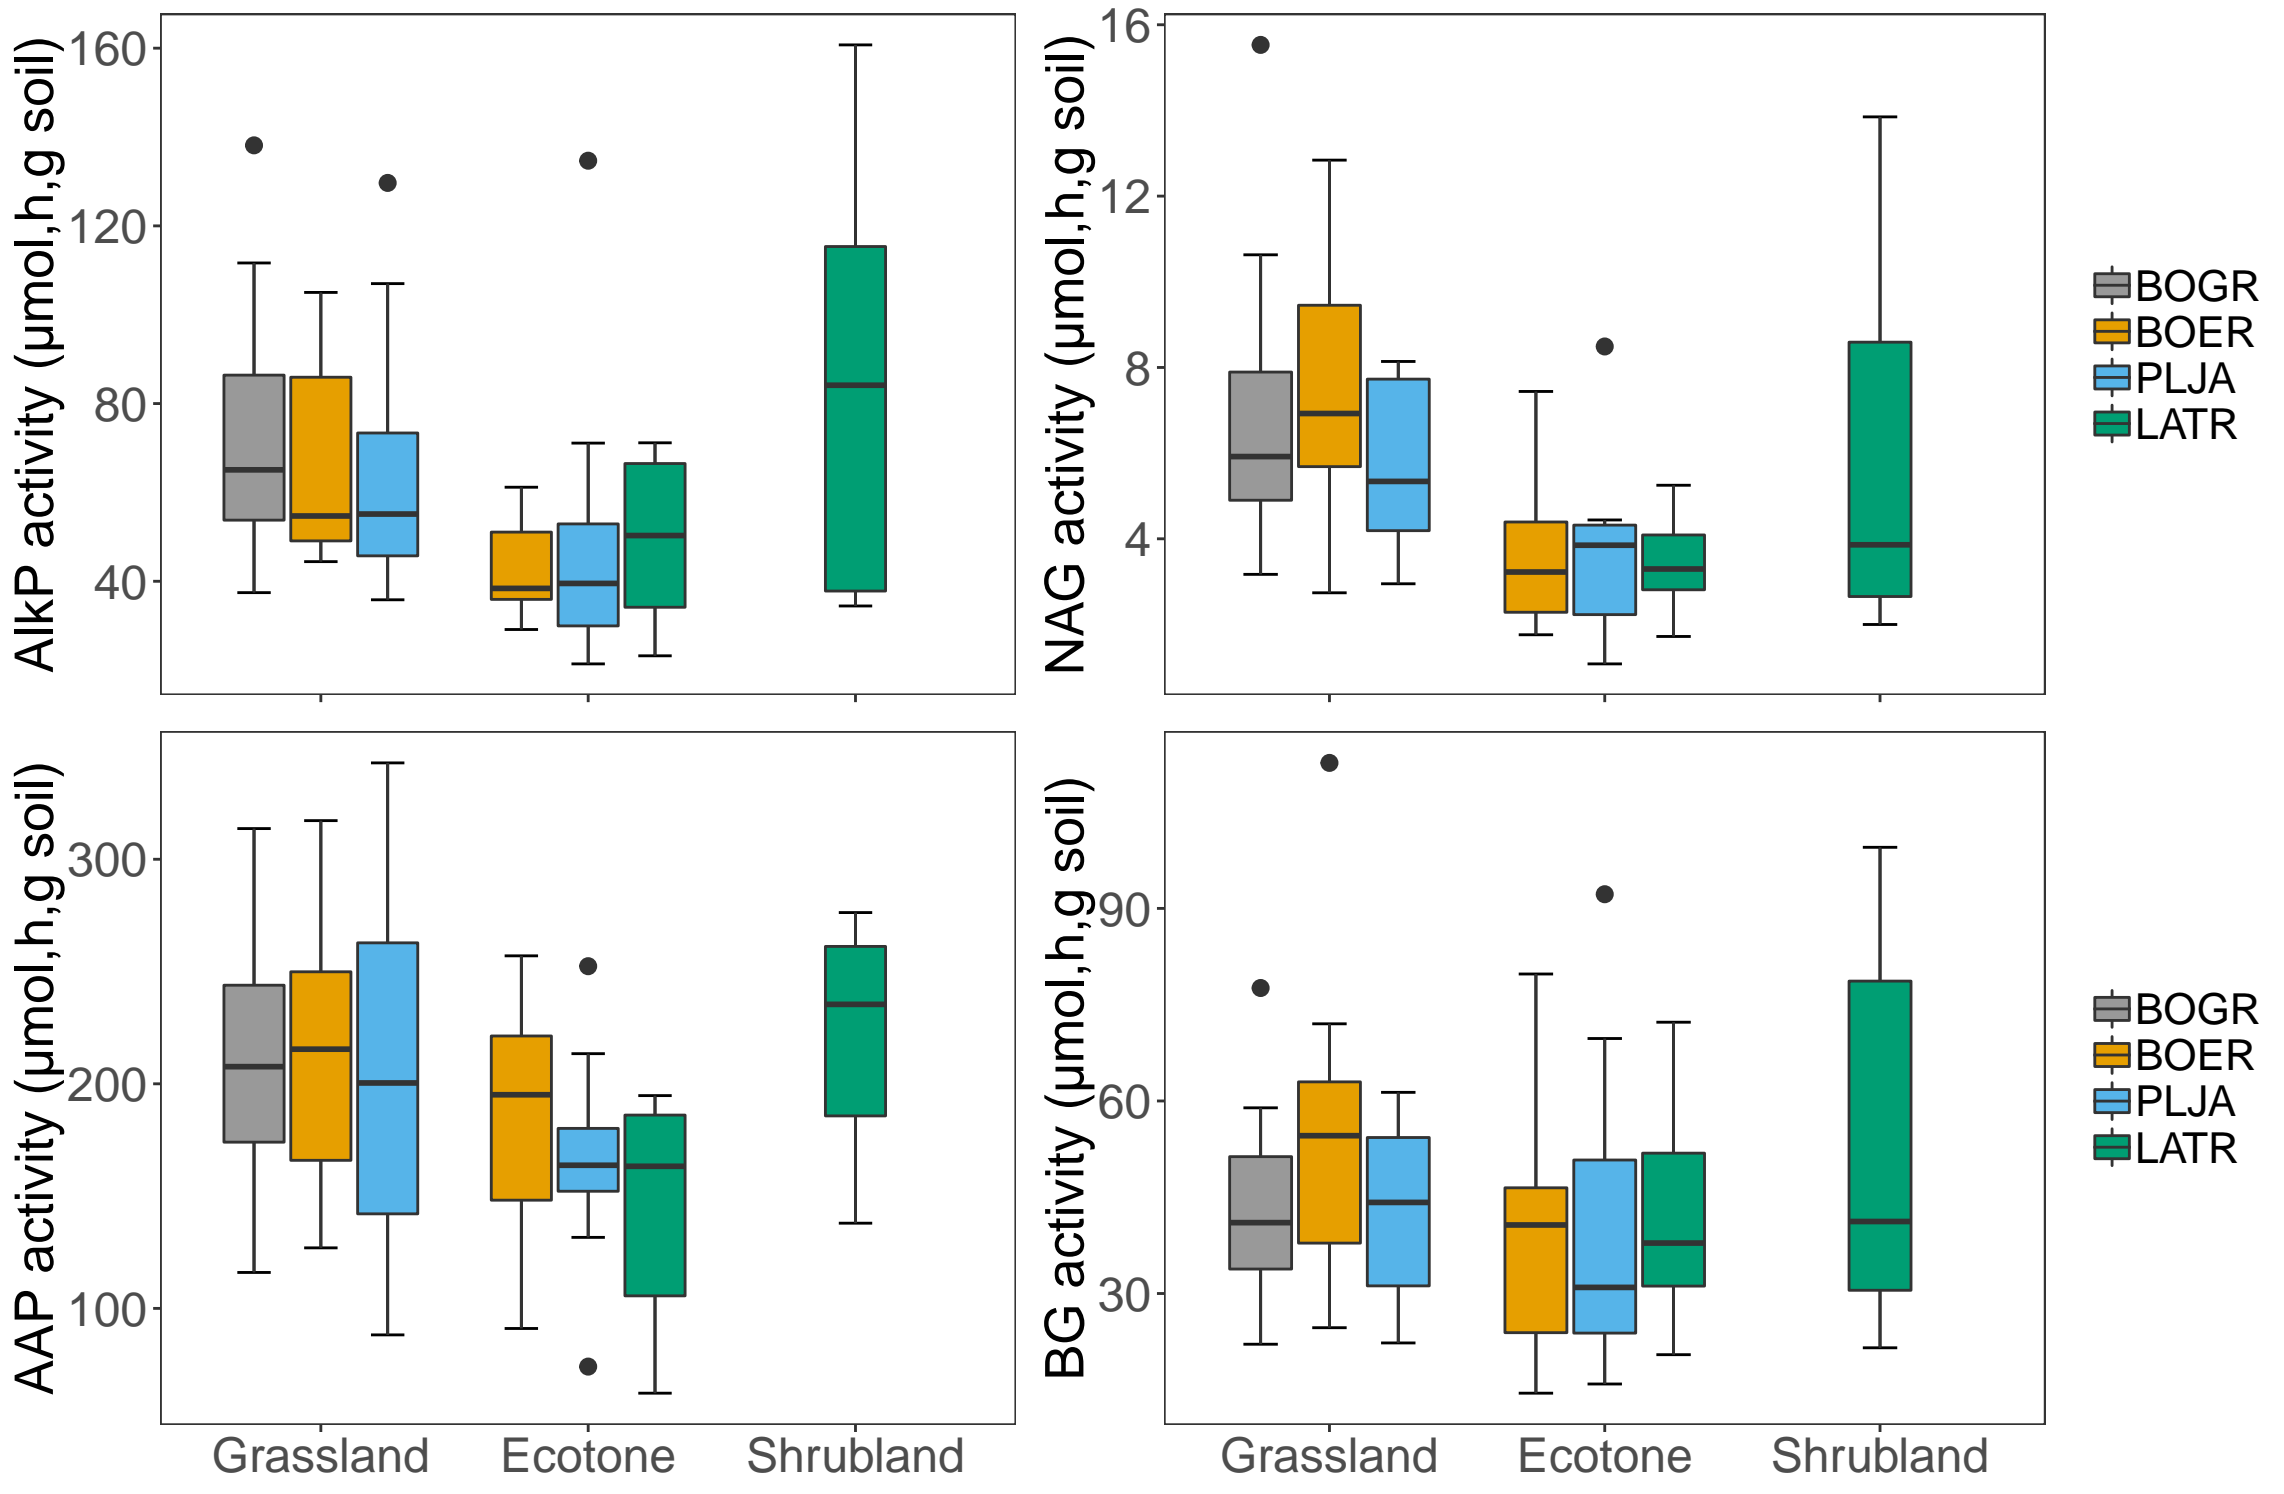 AlkP activity (μmol,h,g soil)
160
120
80
40
NAG activity (μmol,h,g soil)
16
12
8
4
BOGR
BOER
PLJA
LATR
AAP activity (μmol,h,g soil)
300
200
100
Grassland
Ecotone
Shrubland
BG activity (μmol,h,g soil)
90
60
30
Grassland
Ecotone
Shrubland
BOGR
BOER
PLJA
LATR